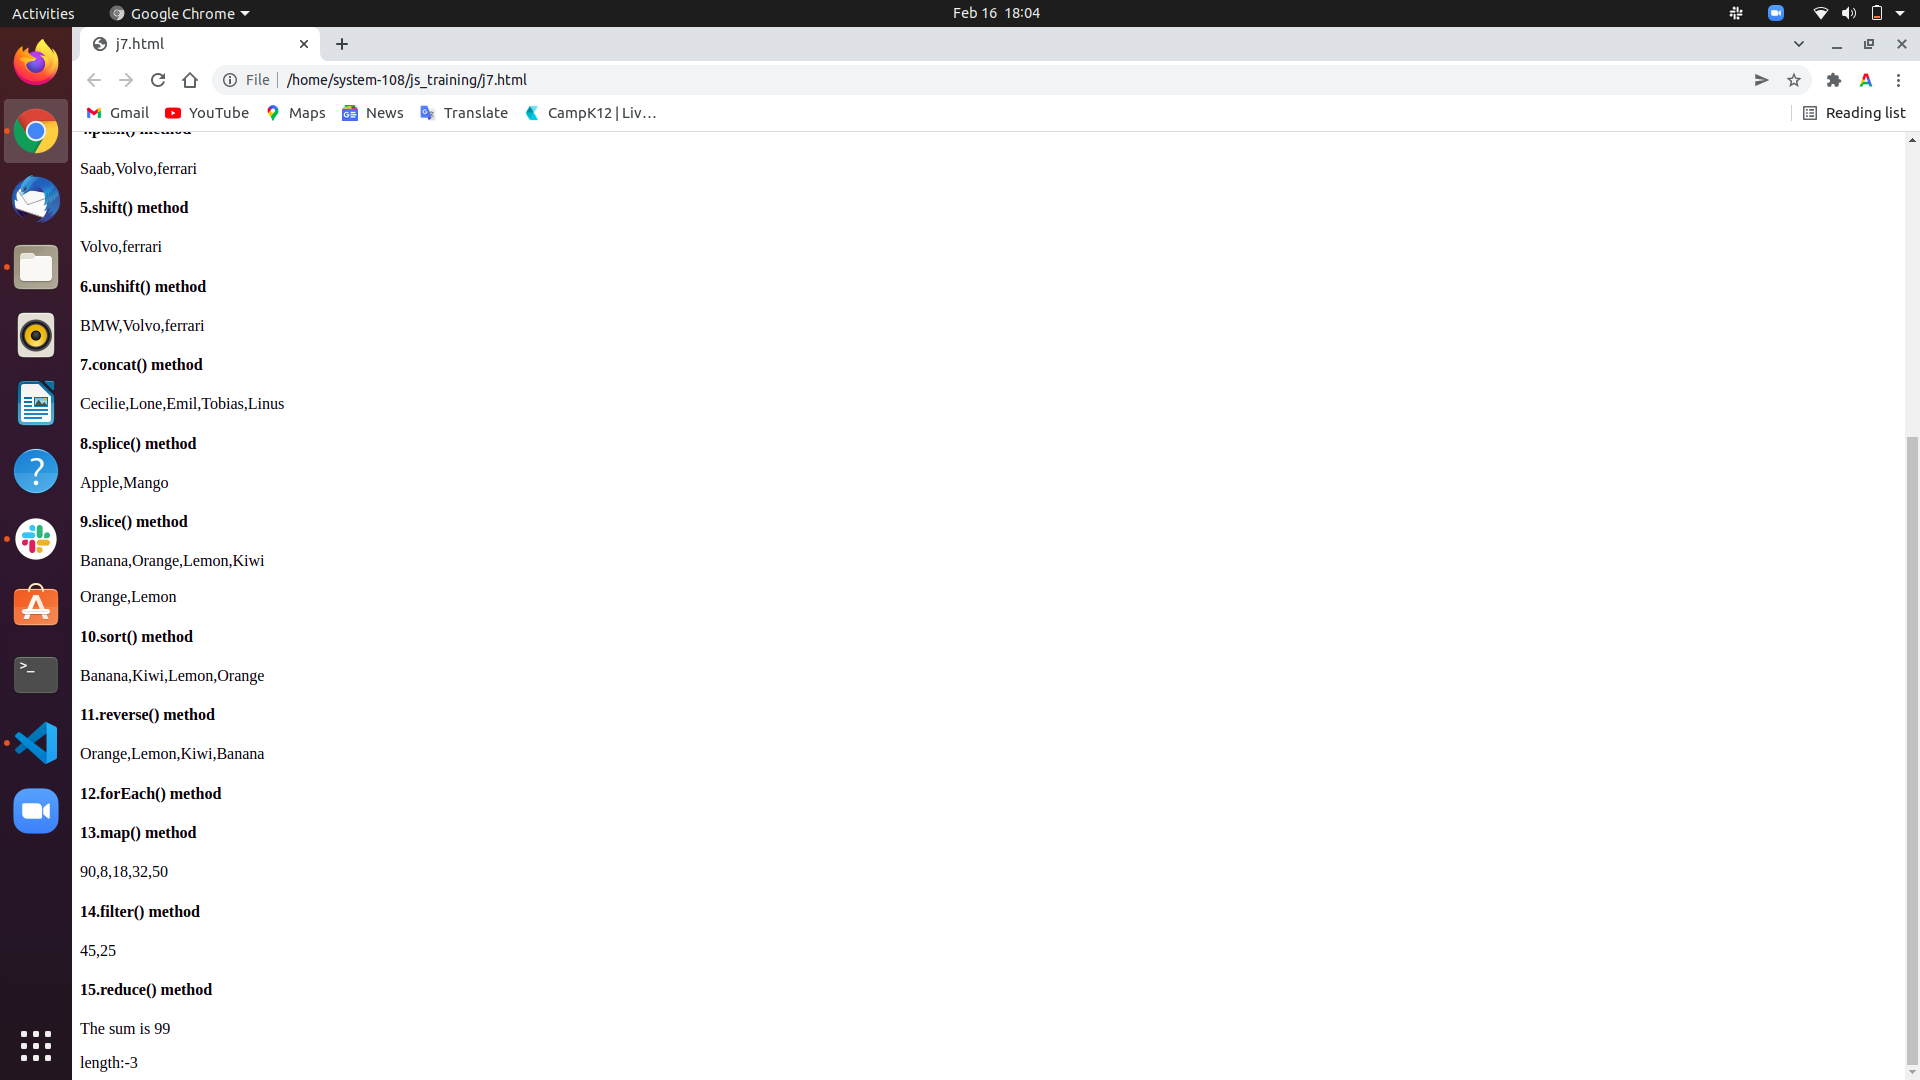 Activities
Google Chrome
Feb 16 18:04
j7.html
File
/home/system-108/js_training/j7.html
Gmail
YouTube
Maps
News
Translate
CampK12 | Liv…
Reading list
4.push() method
Saab,Volvo,ferrari
5.shift() method
Volvo,ferrari
6.unshift() method
BMW,Volvo,ferrari
7.concat() method
Cecilie,Lone,Emil,Tobias,Linus
8.splice() method
Apple,Mango
9.slice() method
Banana,Orange,Lemon,Kiwi
Orange,Lemon
10.sort() method
Banana,Kiwi,Lemon,Orange
11.reverse() method
Orange,Lemon,Kiwi,Banana
12.forEach() method
13.map() method
90,8,18,32,50
14.filter() method
45,25
15.reduce() method
The sum is 99
length:-3